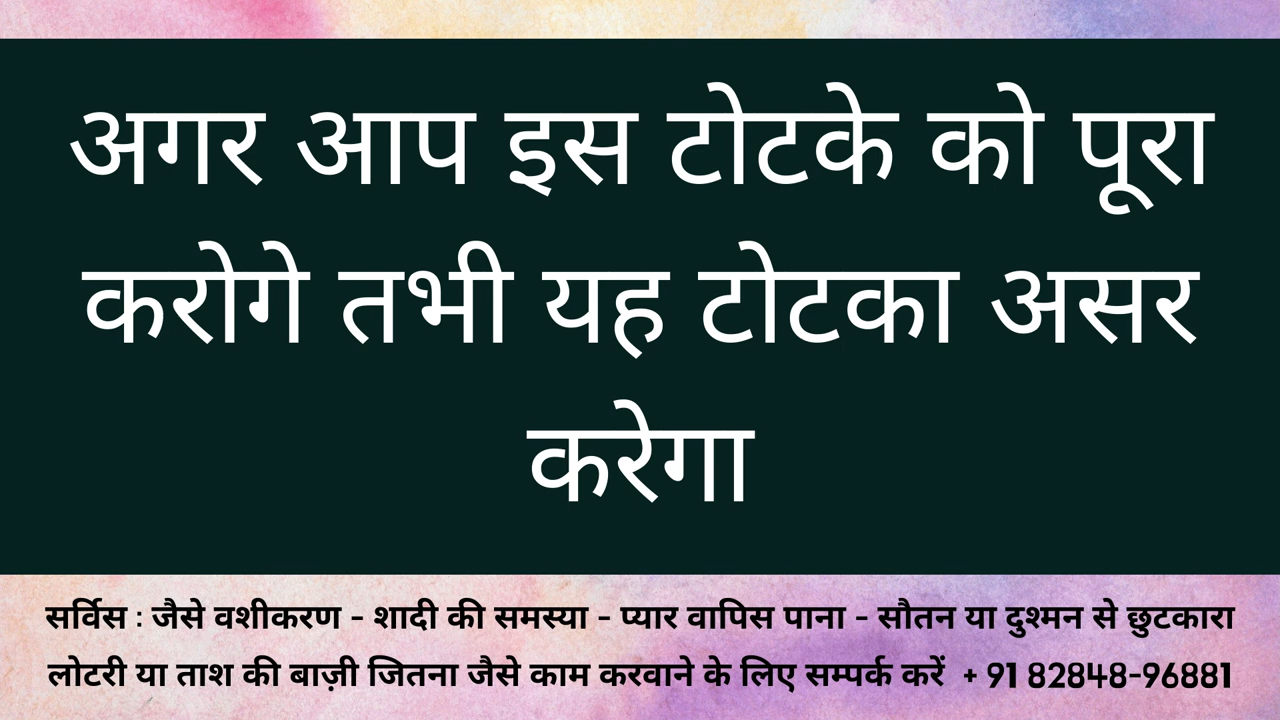 अगर आप इस टोटके को पूरा
करोगे तभी यह टोटका असर
करेगा
सर्विस : जैसे वशीकरण - शादी की समस्या - प्यार वापिस पाना - सौतन या दुश्मन से छुटकारा
लोटरी या ताश की बाज़ी जितना जैसे काम करवाने के लिए सम्पर्क करें + 91 82848-96881